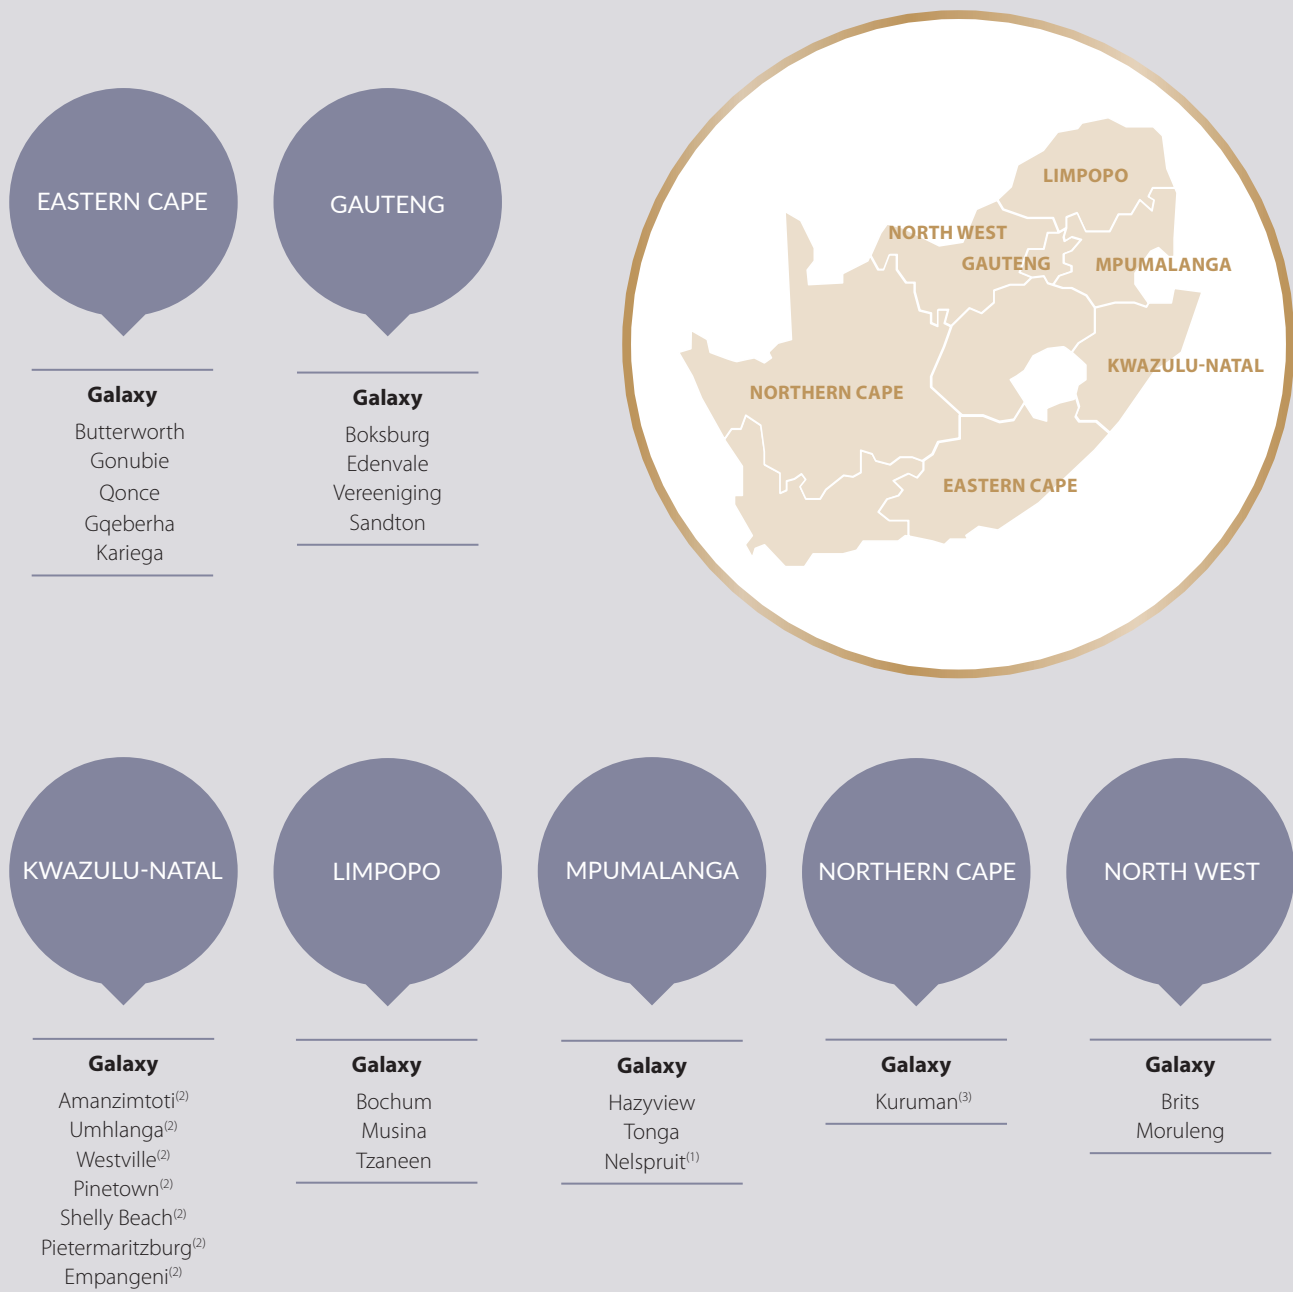 EASTERN CAPE
Galaxy
Butterworth
Gonubie
Qonce
Gqeberha
Kariega
GAUTENG
Galaxy
Boksburg
Edenvale
Vereeniging
Sandton
LIMPOPO
NORTH WEST
GAUTENG
MPUMALANGA
KWAZULU-NATAL
NORTHERN CAPE
EASTERN CAPE
KWAZULU-NATAL
Galaxy
Amanzimtoti(2)
Umhlanga(2)
Westville(2)
Pinetown(2)
Shelly Beach(2)
Pietermaritzburg(2)
Empangeni(2)
LIMPOPO
Galaxy
Bochum
Musina
Tzaneen
MPUMALANGA
Galaxy
Hazyview
Tonga
Nelspruit(1)
NORTHERN CAPE
Galaxy
Kuruman(3)
NORTH WEST
Galaxy
Brits
Moruleng